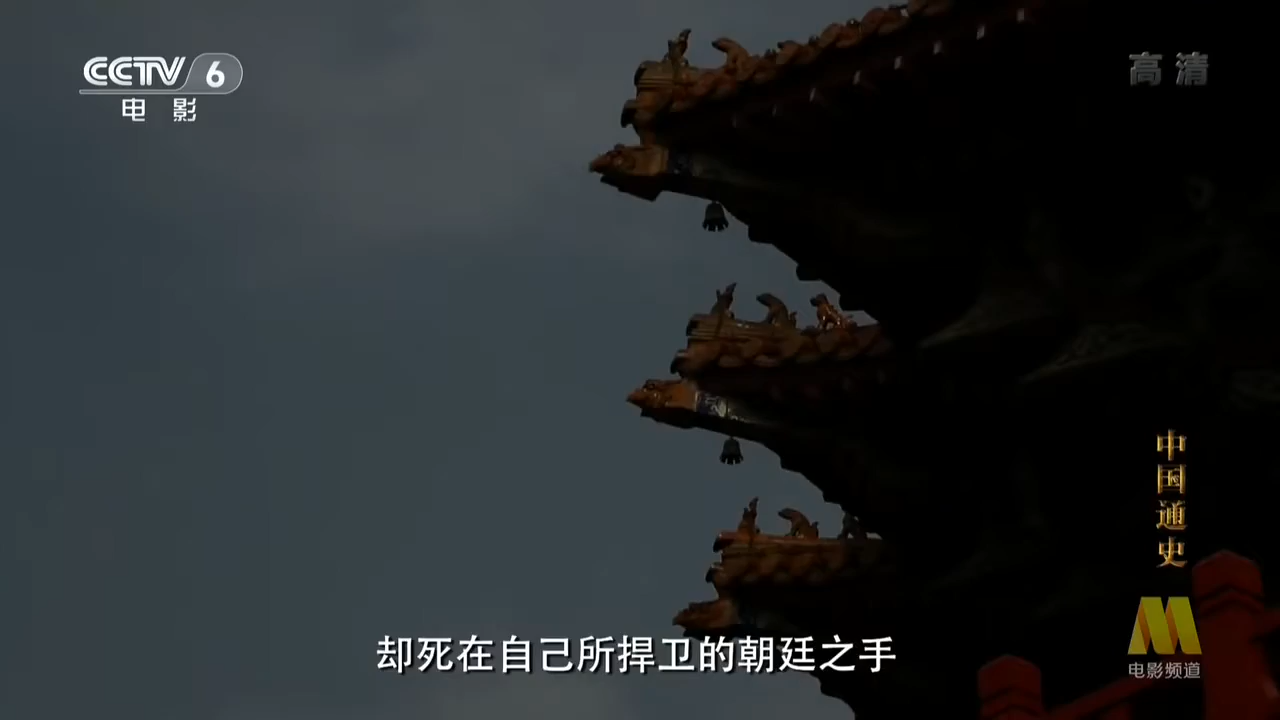 CCTV 6
电影
高清
中国通史
电影频道
却死在自己所捍卫的朝廷之手